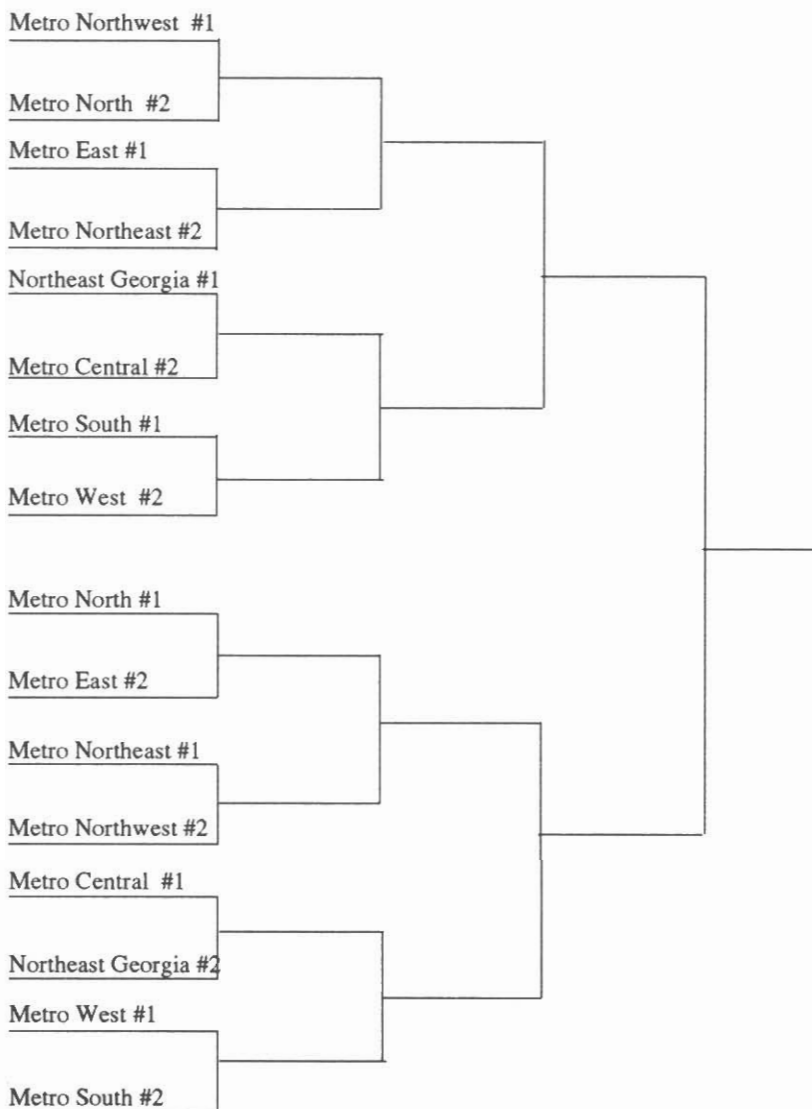 Metro Northwest #1
Metro North #2
Metro East #1
Metro Northeast #2
Northeast Georgia #1
Metro Central #2
Metro South #1
Metro West #2
Metro North #1
Metro East #2
Metro Northeast #1
Metro Northwest #2
Metro Central #1
Northeast Georgia #2
Metro West #1
Metro South #2